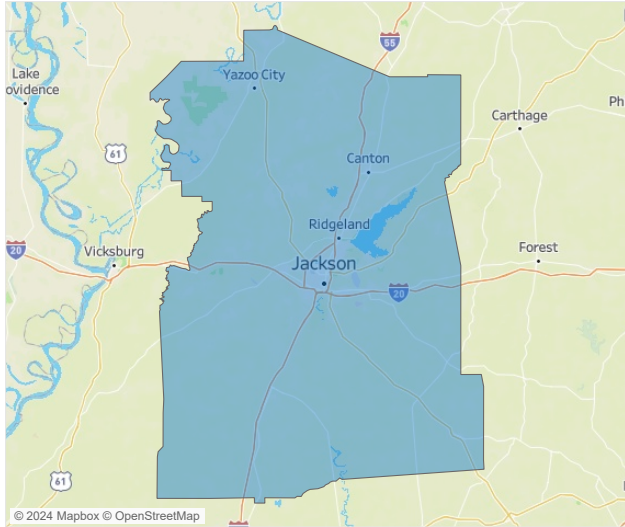 55
Lake
ovidence
Yazoo City
Carthage
Ph
61
Canton
Ridgeland
20
Vicksburg
Forest
Jackson
20
61
© 2024 Mapbox © OpenStreetMap